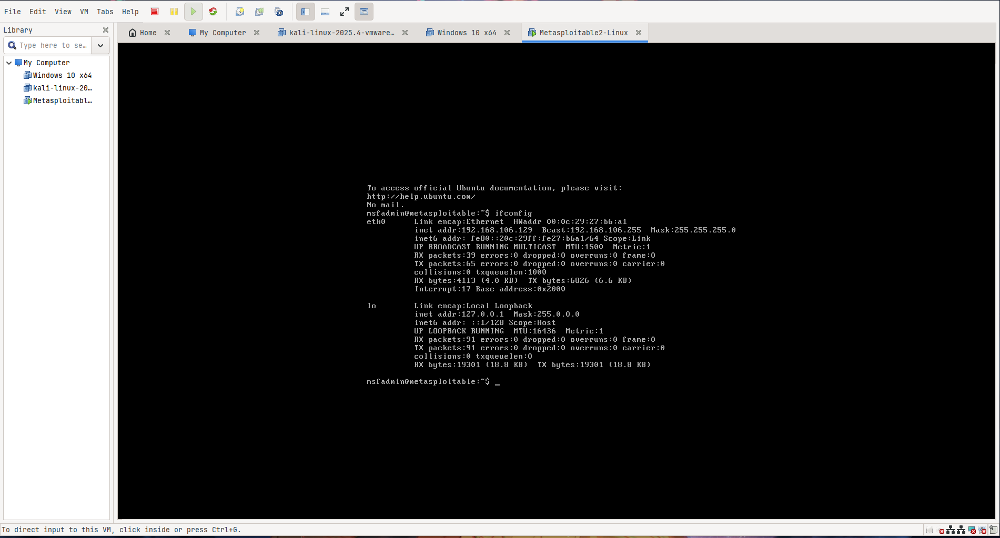 File Edit View VM Tabs Help
Library
Type here to se…
My Computer
Windows 10 x64
kali-linux-20…
Metasploitabl…
Home
My Computer
kali-linux-2025.4-vmware…
Windows 10 x64
Metasploitable2-Linux
To access official Ubuntu documentation, please visit:
http://help.ubuntu.com/
No mail.
msfadmin@metasploitable:~$ ifconfig
eth0      Link encap:Ethernet  HWaddr 00:0c:29:27:b6:a1
          inet addr:192.168.106.129  Bcast:192.168.106.255  Mask:255.255.255.0
          inet6 addr: fe80::20c:29ff:fe27:b6a1/64 Scope:Link
          UP BROADCAST RUNNING MULTICAST  MTU:1500  Metric:1
          RX packets:39 errors:0 dropped:0 overruns:0 frame:0
          TX packets:65 errors:0 dropped:0 overruns:0 carrier:0
          collisions:0 txqueuelen:1000
          RX bytes:4113 (4.0 KB)  TX bytes:6826 (6.6 KB)
          Interrupt:17 Base address:0x2000
lo        Link encap:Local Loopback
          inet addr:127.0.0.1  Mask:255.0.0.0
          inet6 addr: ::1/128 Scope:Host
          UP LOOPBACK RUNNING  MTU:16436  Metric:1
          RX packets:91 errors:0 dropped:0 overruns:0 frame:0
          TX packets:91 errors:0 dropped:0 overruns:0 carrier:0
          collisions:0 txqueuelen:0
          RX bytes:19301 (18.8 KB)  TX bytes:19301 (18.8 KB)
msfadmin@metasploitable:~$ _
To direct input to this VM, click inside or press Ctrl+G.